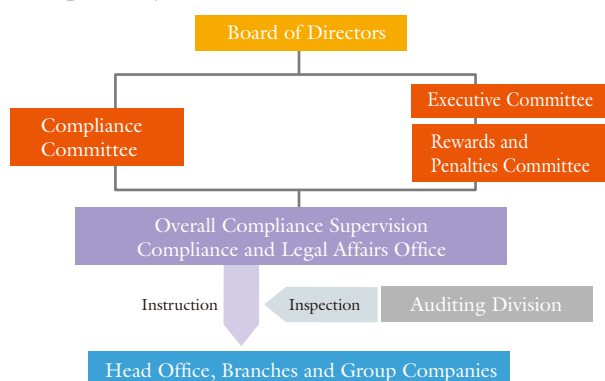 Board of Directors
Executive Committee
Compliance
Committee
Rewards and
Penalties Committee
Overall Compliance Supervision
Compliance and Legal Affairs Office
Instruction
Inspection
Auditing Division
Head Office, Branches and Group Companies